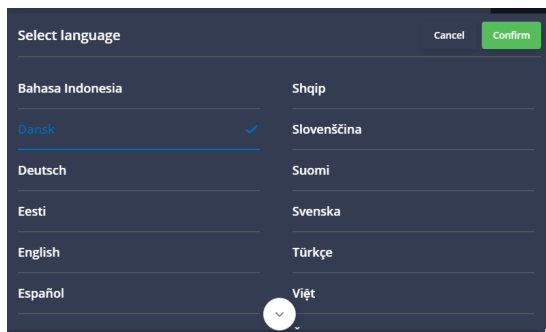 Select language
Cancel
Confirm
Bahasa Indonesia
Dansk
Deutsch
Eesti
English
Español
Shqip
Slovenščina
Suomi
Svenska
Türkçe
Việt